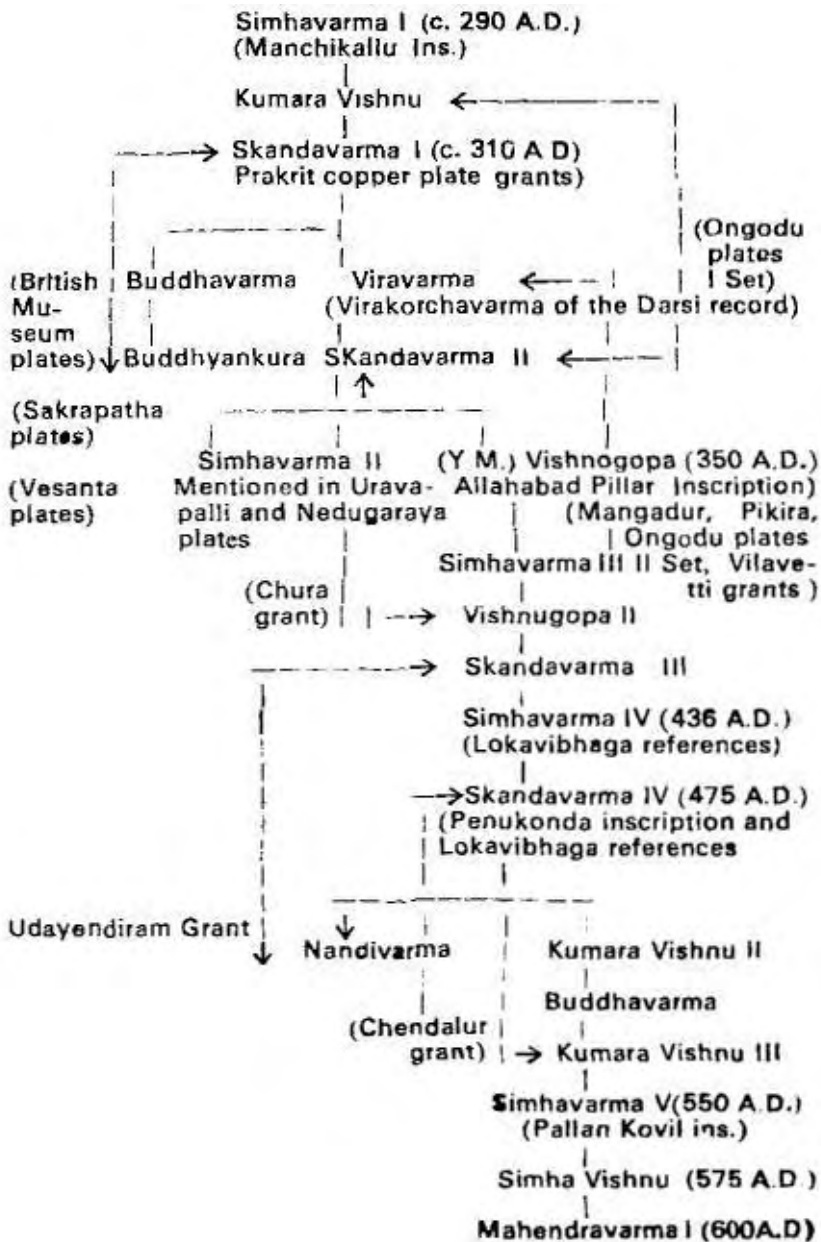 Simhavarma I (c. 290 A.D.)
(Manchikallu Ins.)
Kumara Vishnu
Skandavarma I (c. 310 A D)
Prakrit copper plate grants)
(Ongodu
plates
I Set)
(British
Mu-
seum
plates)
Buddhavarma Viravarma
(Virakorchavarma of the Darsi record)
Buddhyankura SKandavarma II
(Sakrapatha
plates)
(Vesanta
plates)
Simhavarma II
Mentioned in Urava-
palli and Nedugaraya
plates
(Y M.) Vishnogopa (350 A.D.)
Allahabad Pillar Inscription)
(Mangadur, Pikira,
Ongodu plates
Simhavarma III II Set, Vilave-
tti grants )
(Chura
grant)
Vishnugopa II
Skandavarma III
Simhavarma IV (436 A.D.)
(Lokavibhaga references)
Skandavarma IV (475 A.D.)
(Penukonda inscription and
Lokavibhaga references
Udayendiram Grant
Nandivarma Kumara Vishnu II
Buddhavarma
(Chendalur
grant)
Kumara Vishnu III
Simhavarma V(550 A.D.)
(Pallan Kovil ins.)
Simha Vishnu (575 A.D.)
Mahendravarma I (600A.D)